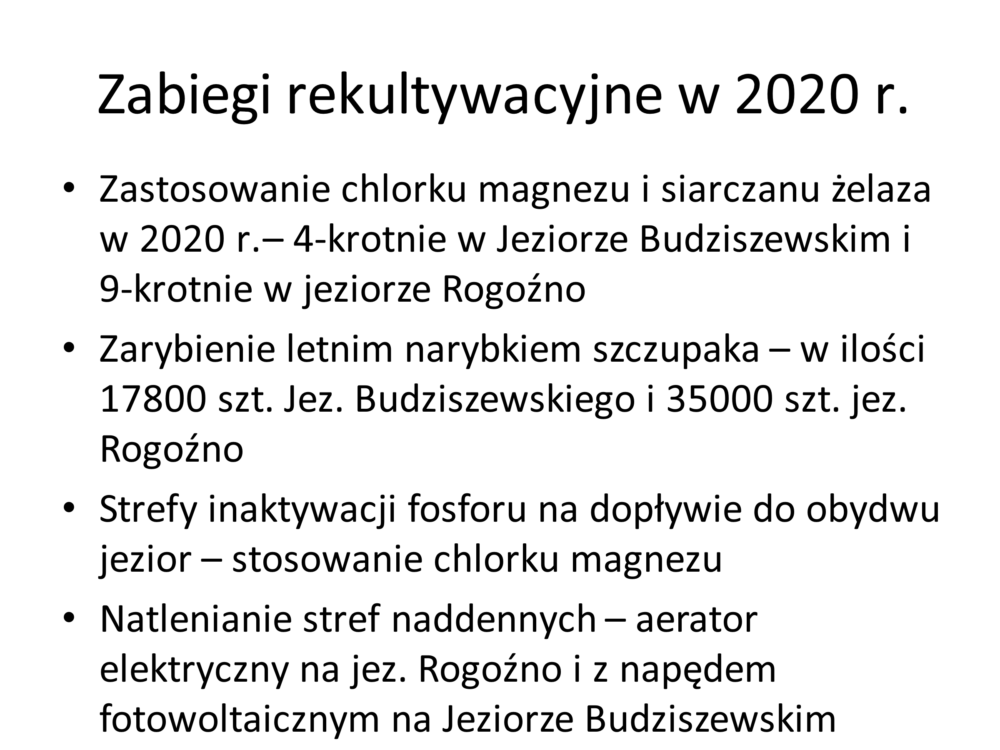 Zabiegi rekultywacyjne w 2020 r.
• Zastosowanie chlorku magnezu i siarczanu żelaza
w 2020 r.– 4-krotnie w Jeziorze Budziszewskim i
9-krotnie w jeziorze Rogoźno
• Zarybienie letnim narybkiem szczupaka – w ilości
17800 szt. Jez. Budziszewskiego i 35000 szt. jez.
Rogoźno
• Strefy inaktywacji fosforu na dopływie do obydwu
jezior – stosowanie chlorku magnezu
• Natlenianie stref naddennych – aerator
elektryczny na jez. Rogoźno i z napędem
fotowoltaicznym na Jeziorze Budziszewskim